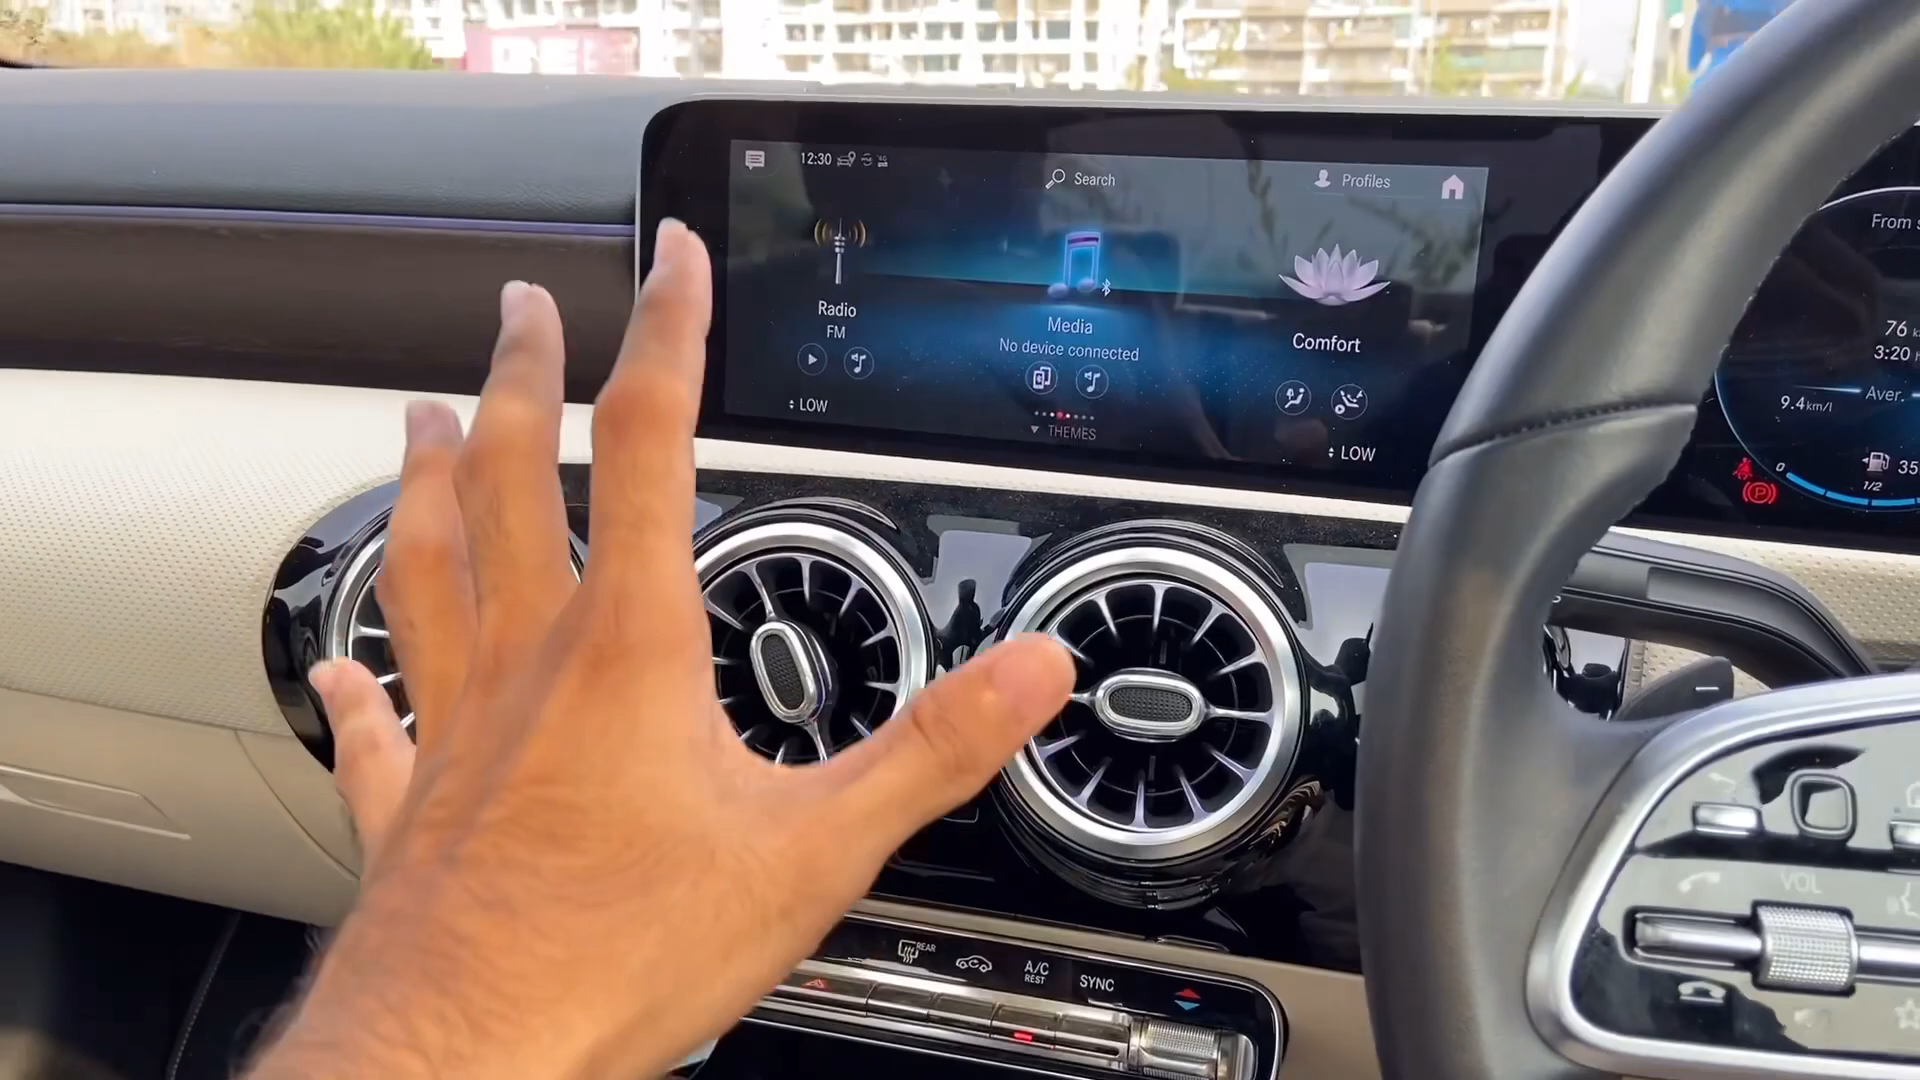 12:30
Search
Profiles
Radio
FM
Media
No device connected
Comfort
LOW
THEMES
LOW
From
76
3:20
Aver.
9.4km/l
35
0
1/2
P
VOL
REAR
A/C
REST
SYNC